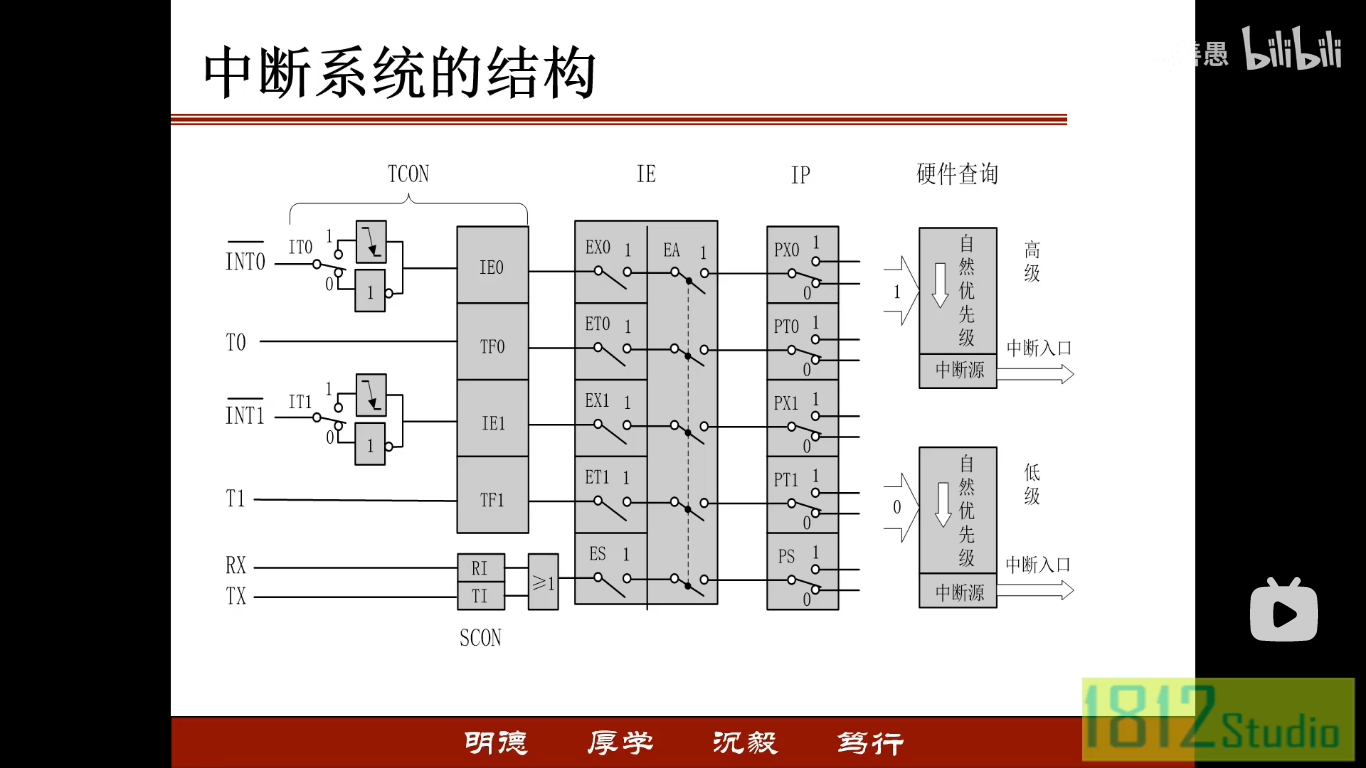 中断系统的结构
善愚 bilibili
TCON
IE
IP
硬件查询
INT0
IT0
1
0
1
IE0
EX0 1
EA 1
PX0 1
0
1
自然优先级
高级
中断源
中断入口
T0
TF0
ET0 1
PT0 1
0
INT1
IT1
1
0
1
IE1
EX1 1
PX1 1
0
T1
TF1
ET1 1
PT1 1
0
0
自然优先级
低级
中断源
中断入口
RX
RI
TX
TI
≥1
ES 1
PS 1
0
SCON
明德 厚学 沉毅 笃行
1812Studio